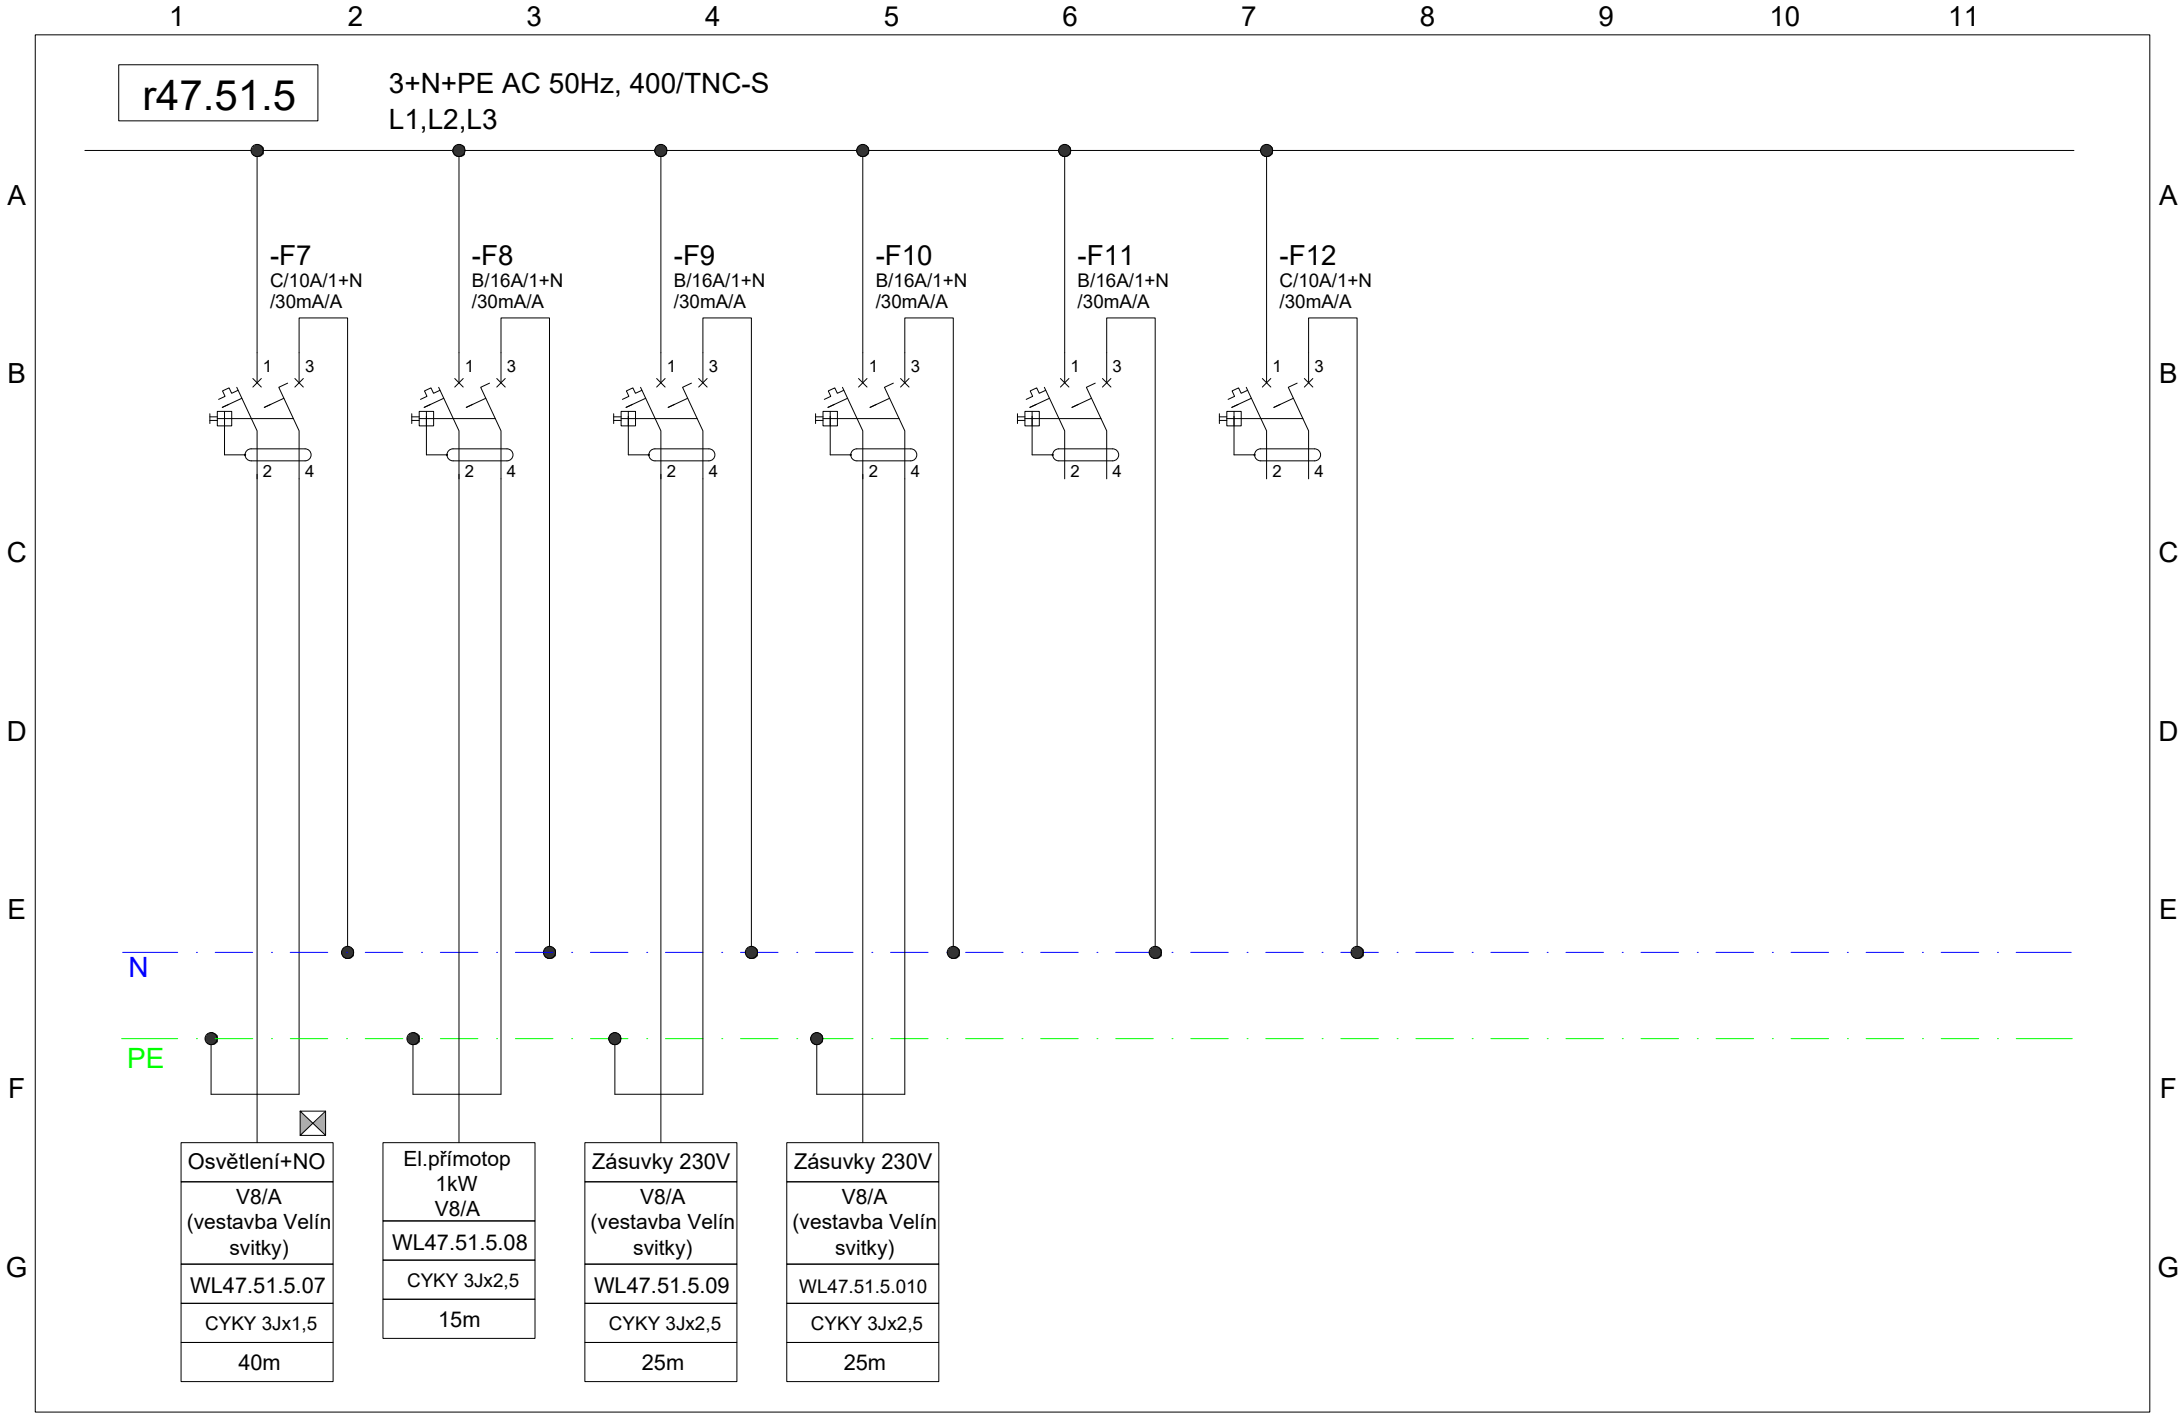 1 2 3 4 5 6 7 8 9 10 11
r47.51.5
3+N+PE AC 50Hz, 400/TNC-S
L1,L2,L3
A A
-F7
C/10A/1+N
/30mA/A
-F8
B/16A/1+N
/30mA/A
-F9
B/16A/1+N
/30mA/A
-F10
B/16A/1+N
/30mA/A
-F11
B/16A/1+N
/30mA/A
-F12
C/10A/1+N
/30mA/A
B 1 3 1 3 1 3 1 3 1 3 1 3 B
2 4 2 4 2 4 2 4 2 4 2 4
C C
D D
E E
N
PE
F F
Osvětlení+NO
V8/A
(vestavba Velín
svitky)
WL47.51.5.07
CYKY 3Jx1,5
40m
El.přímotop
1kW
V8/A
WL47.51.5.08
CYKY 3Jx2,5
15m
Zásuvky 230V
V8/A
(vestavba Velín
svitky)
WL47.51.5.09
CYKY 3Jx2,5
25m
Zásuvky 230V
V8/A
(vestavba Velín
svitky)
WL47.51.5.010
CYKY 3Jx2,5
25m
G G